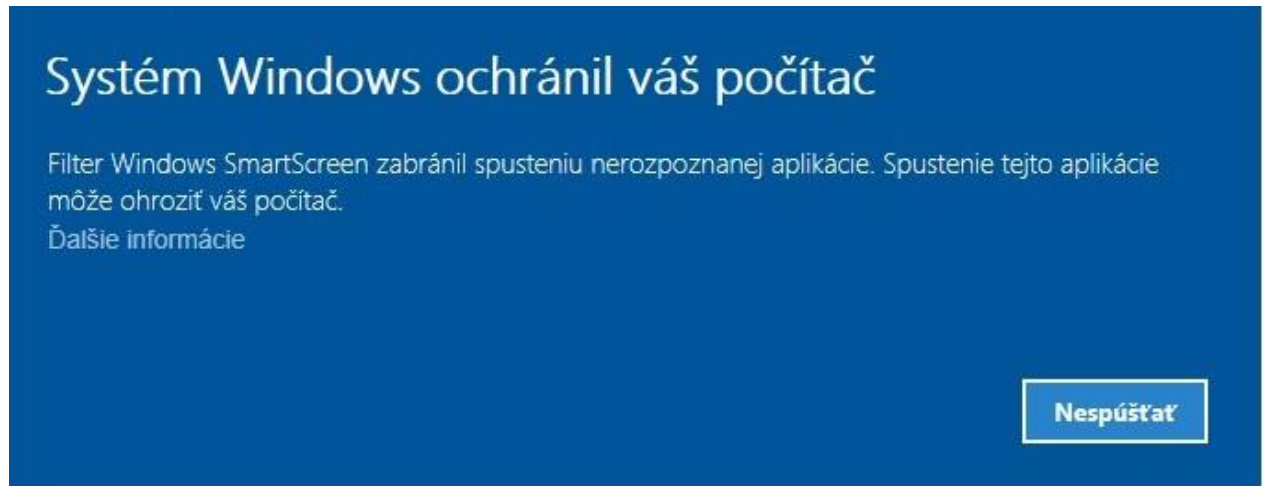 Systém Windows ochránil váš počítač
Filter Windows SmartScreen zabránil spusteniu nerozpoznanej aplikácie. Spustenie tejto aplikácie
môže ohroziť váš počítač.
Ďalšie informácie
Nespúšťať